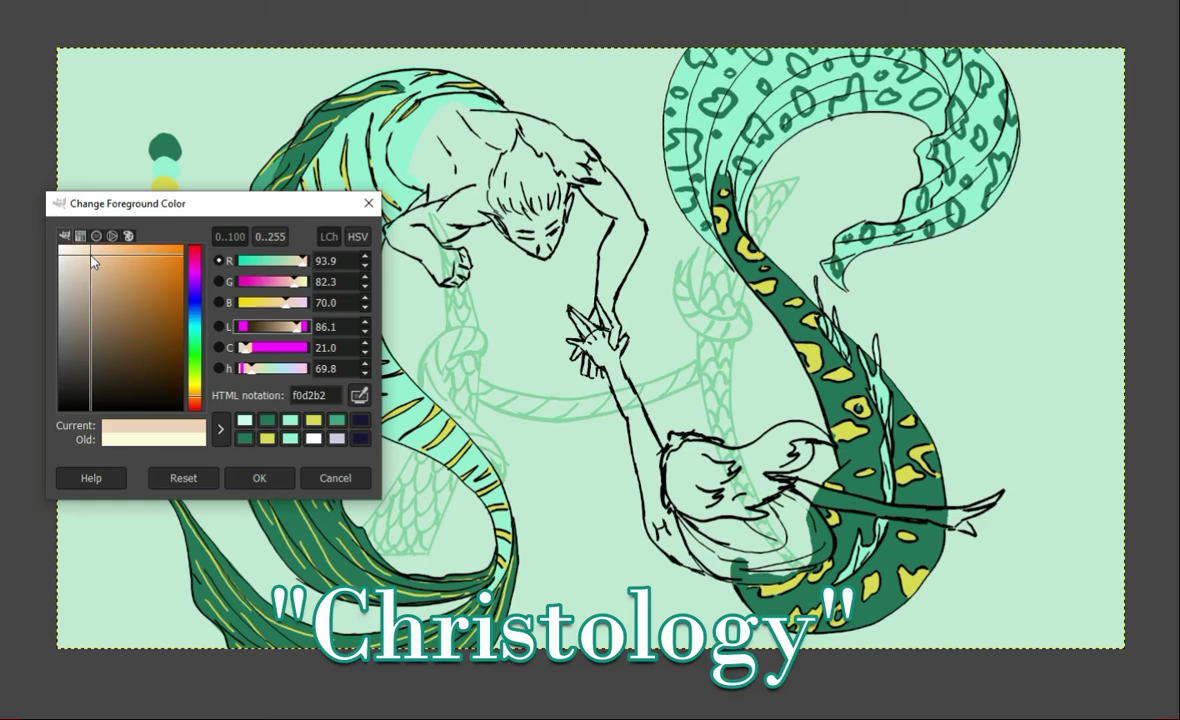 Change Foreground Color
0..100 0..255 LCh HSV
R 93.9
G 82.3
B 70.0
L 86.1
C 21.0
h 69.8
HTML notation: f0d2b2
Current:
Old:
Help Reset OK Cancel
"Christology"